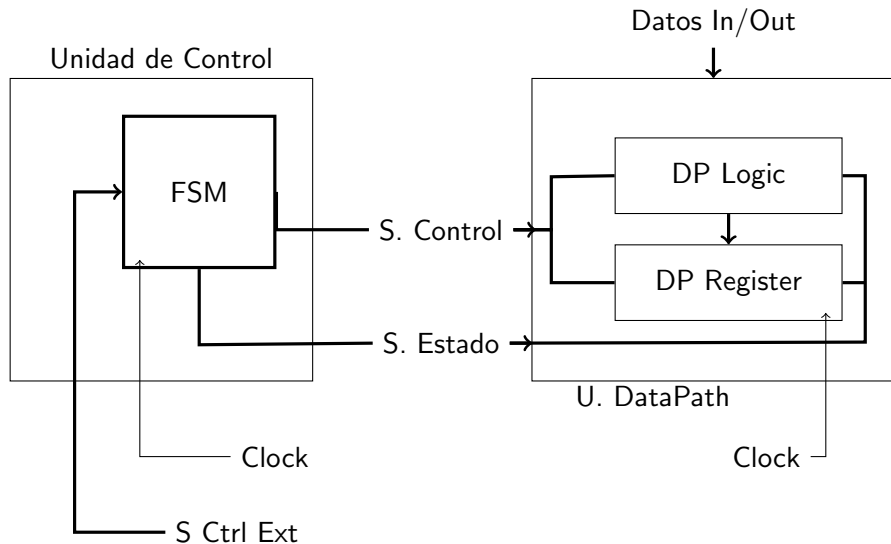 Datos In/Out
Unidad de Control
FSM
DP Logic
S. Control
DP Register
S. Estado
U. DataPath
Clock
Clock
S Ctrl Ext